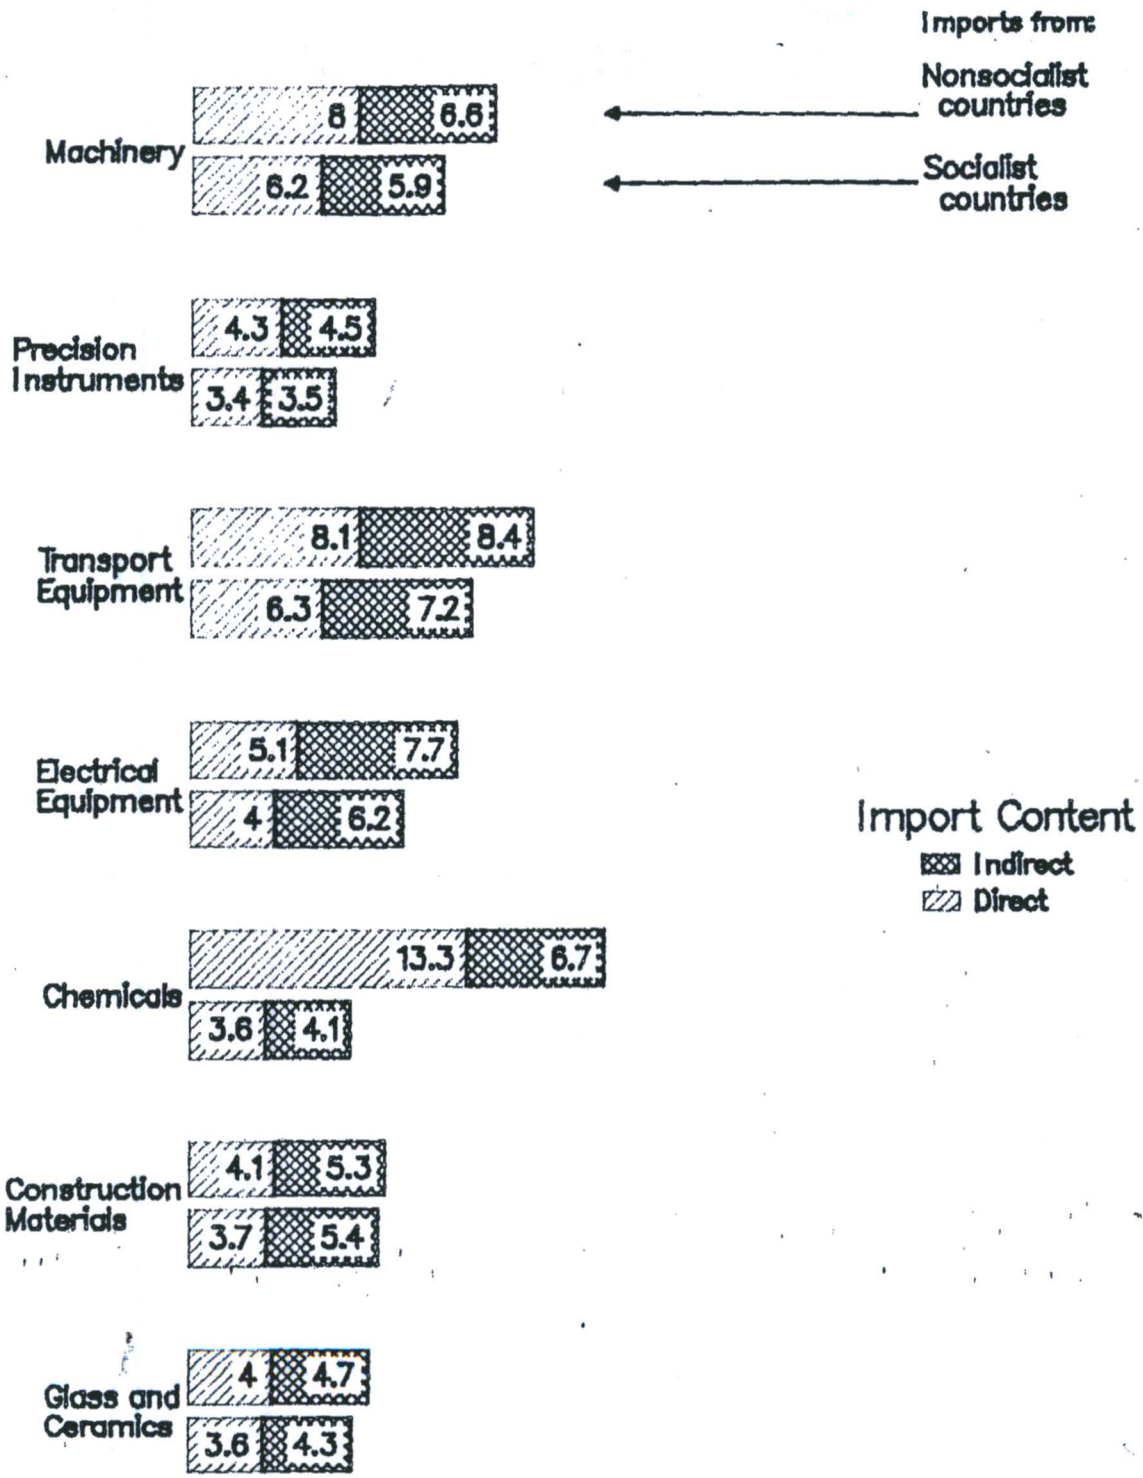 Imports from:
Nonsocialist
countries
Socialist
countries
Machinery
8 6.6
6.2 5.9
Precision
Instruments
4.3 4.5
3.4 3.5
Transport
Equipment
8.1 8.4
6.3 7.2
Electrical
Equipment
5.1 7.7
4 6.2
Import Content
Indirect
Direct
Chemicals
13.3 6.7
3.6 4.1
Construction
Materials
4.1 5.3
3.7 5.4
Glass and
Ceramics
4 4.7
3.6 4.3